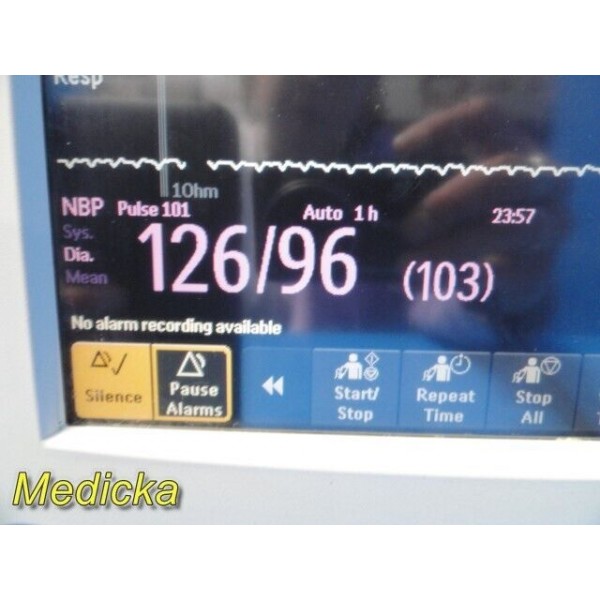 Resp
10hm
NBP Pulse 101 Auto 1 h 23:57
Sys.
Dia.
Mean
126/96 (103)
No alarm recording available
Silence
Pause
Alarms
Start/
Stop
Repeat
Time
Stop
All
Medicka